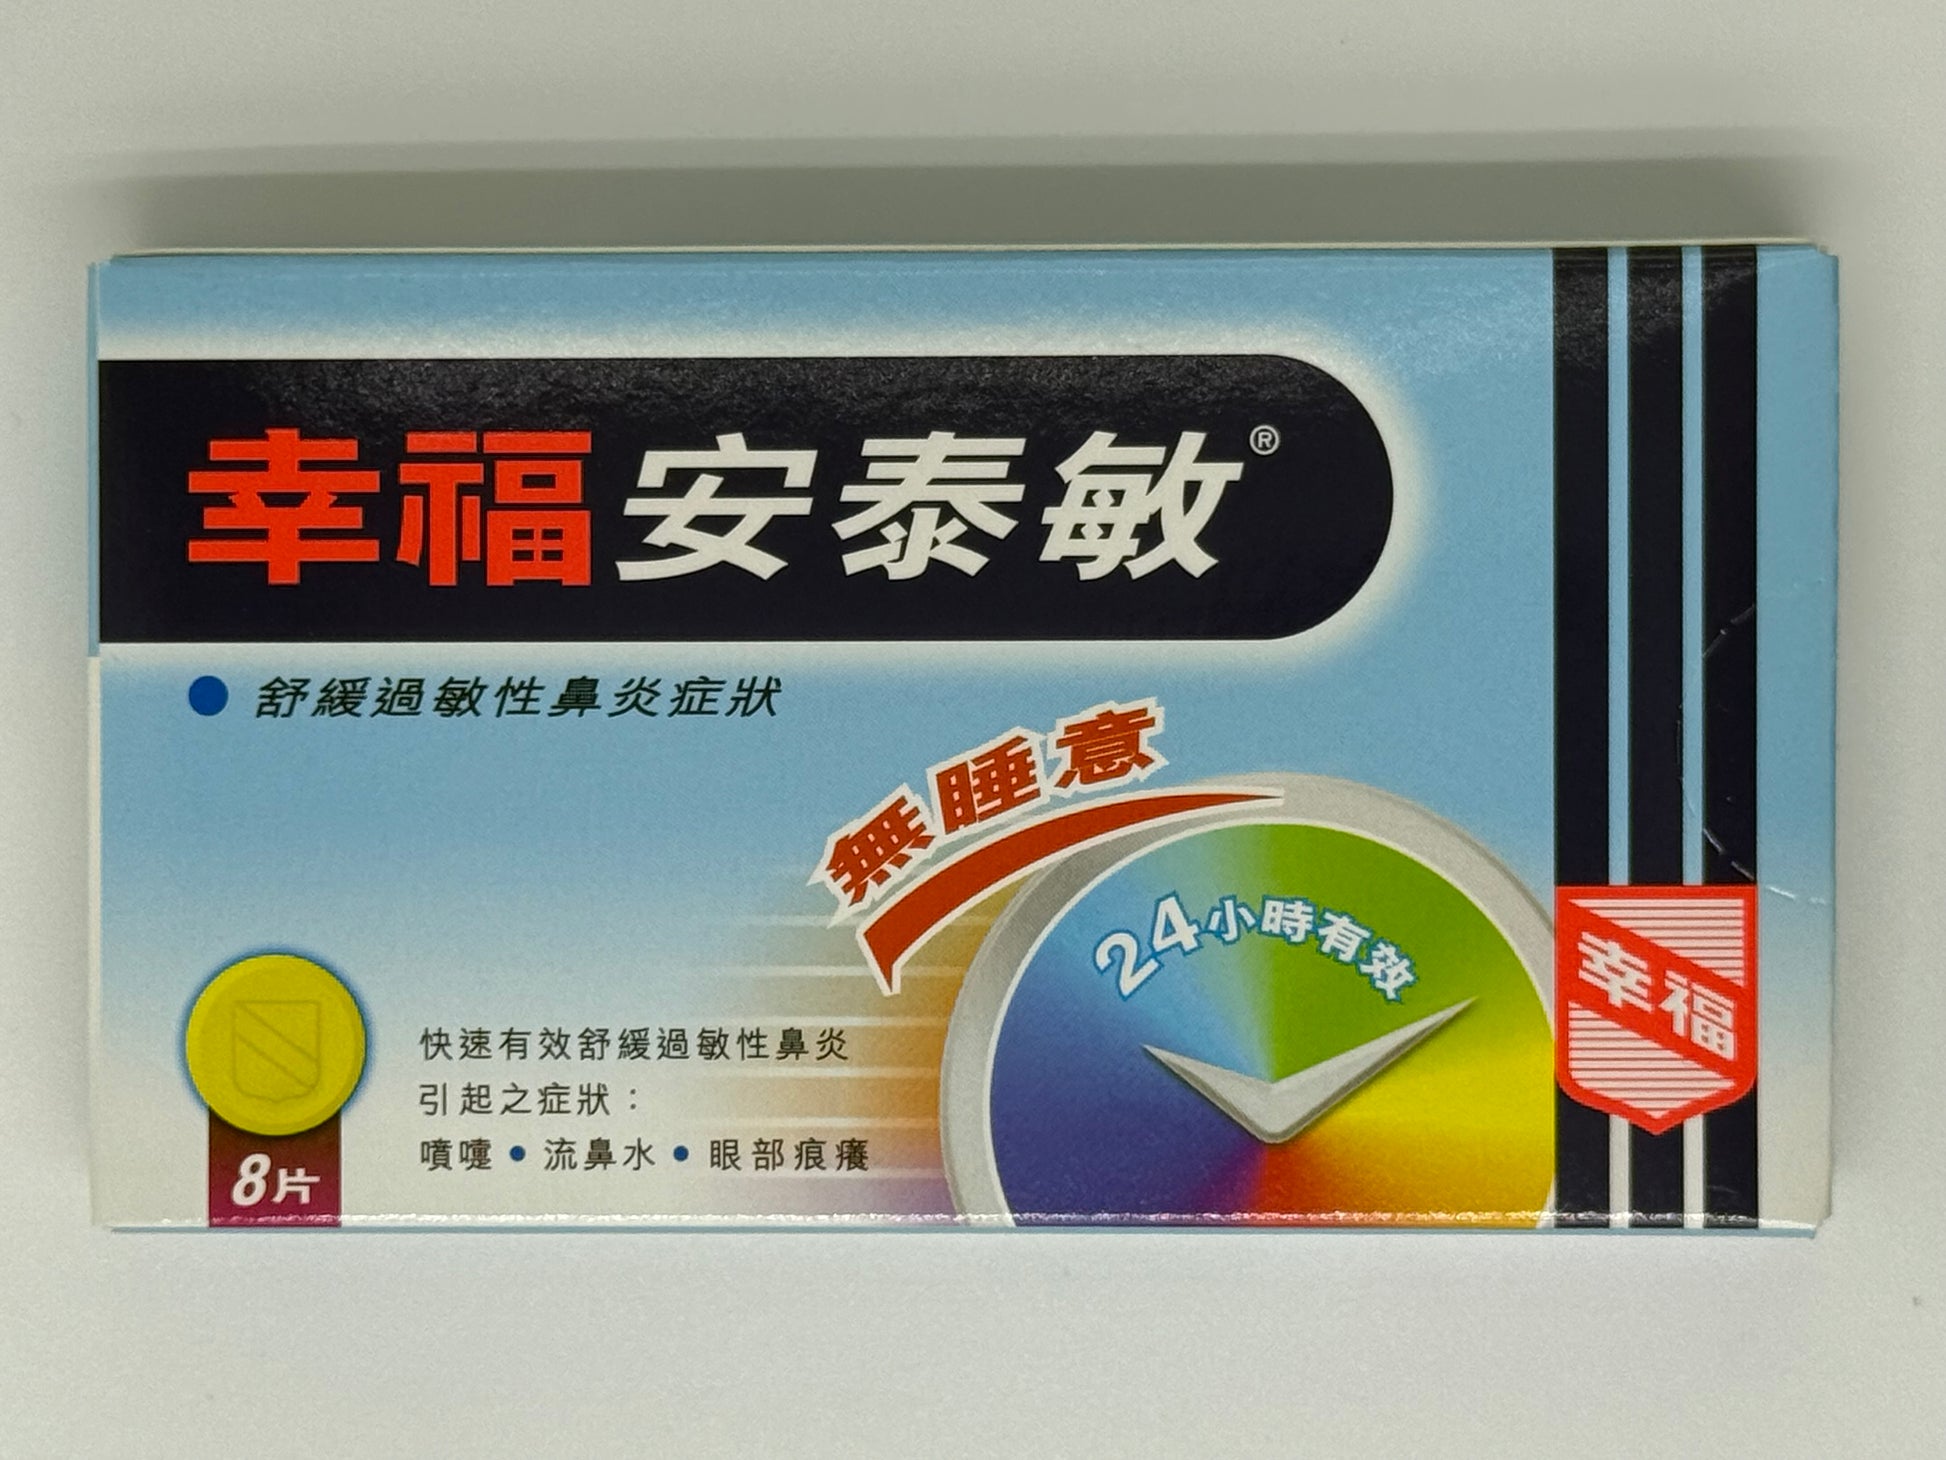 幸福安泰敏®
舒緩過敏性鼻炎症狀
無睡意
24小時有效
幸福
快速有效舒緩過敏性鼻炎
引起之症狀：
噴嚏•流鼻水•眼部痕癢
8片